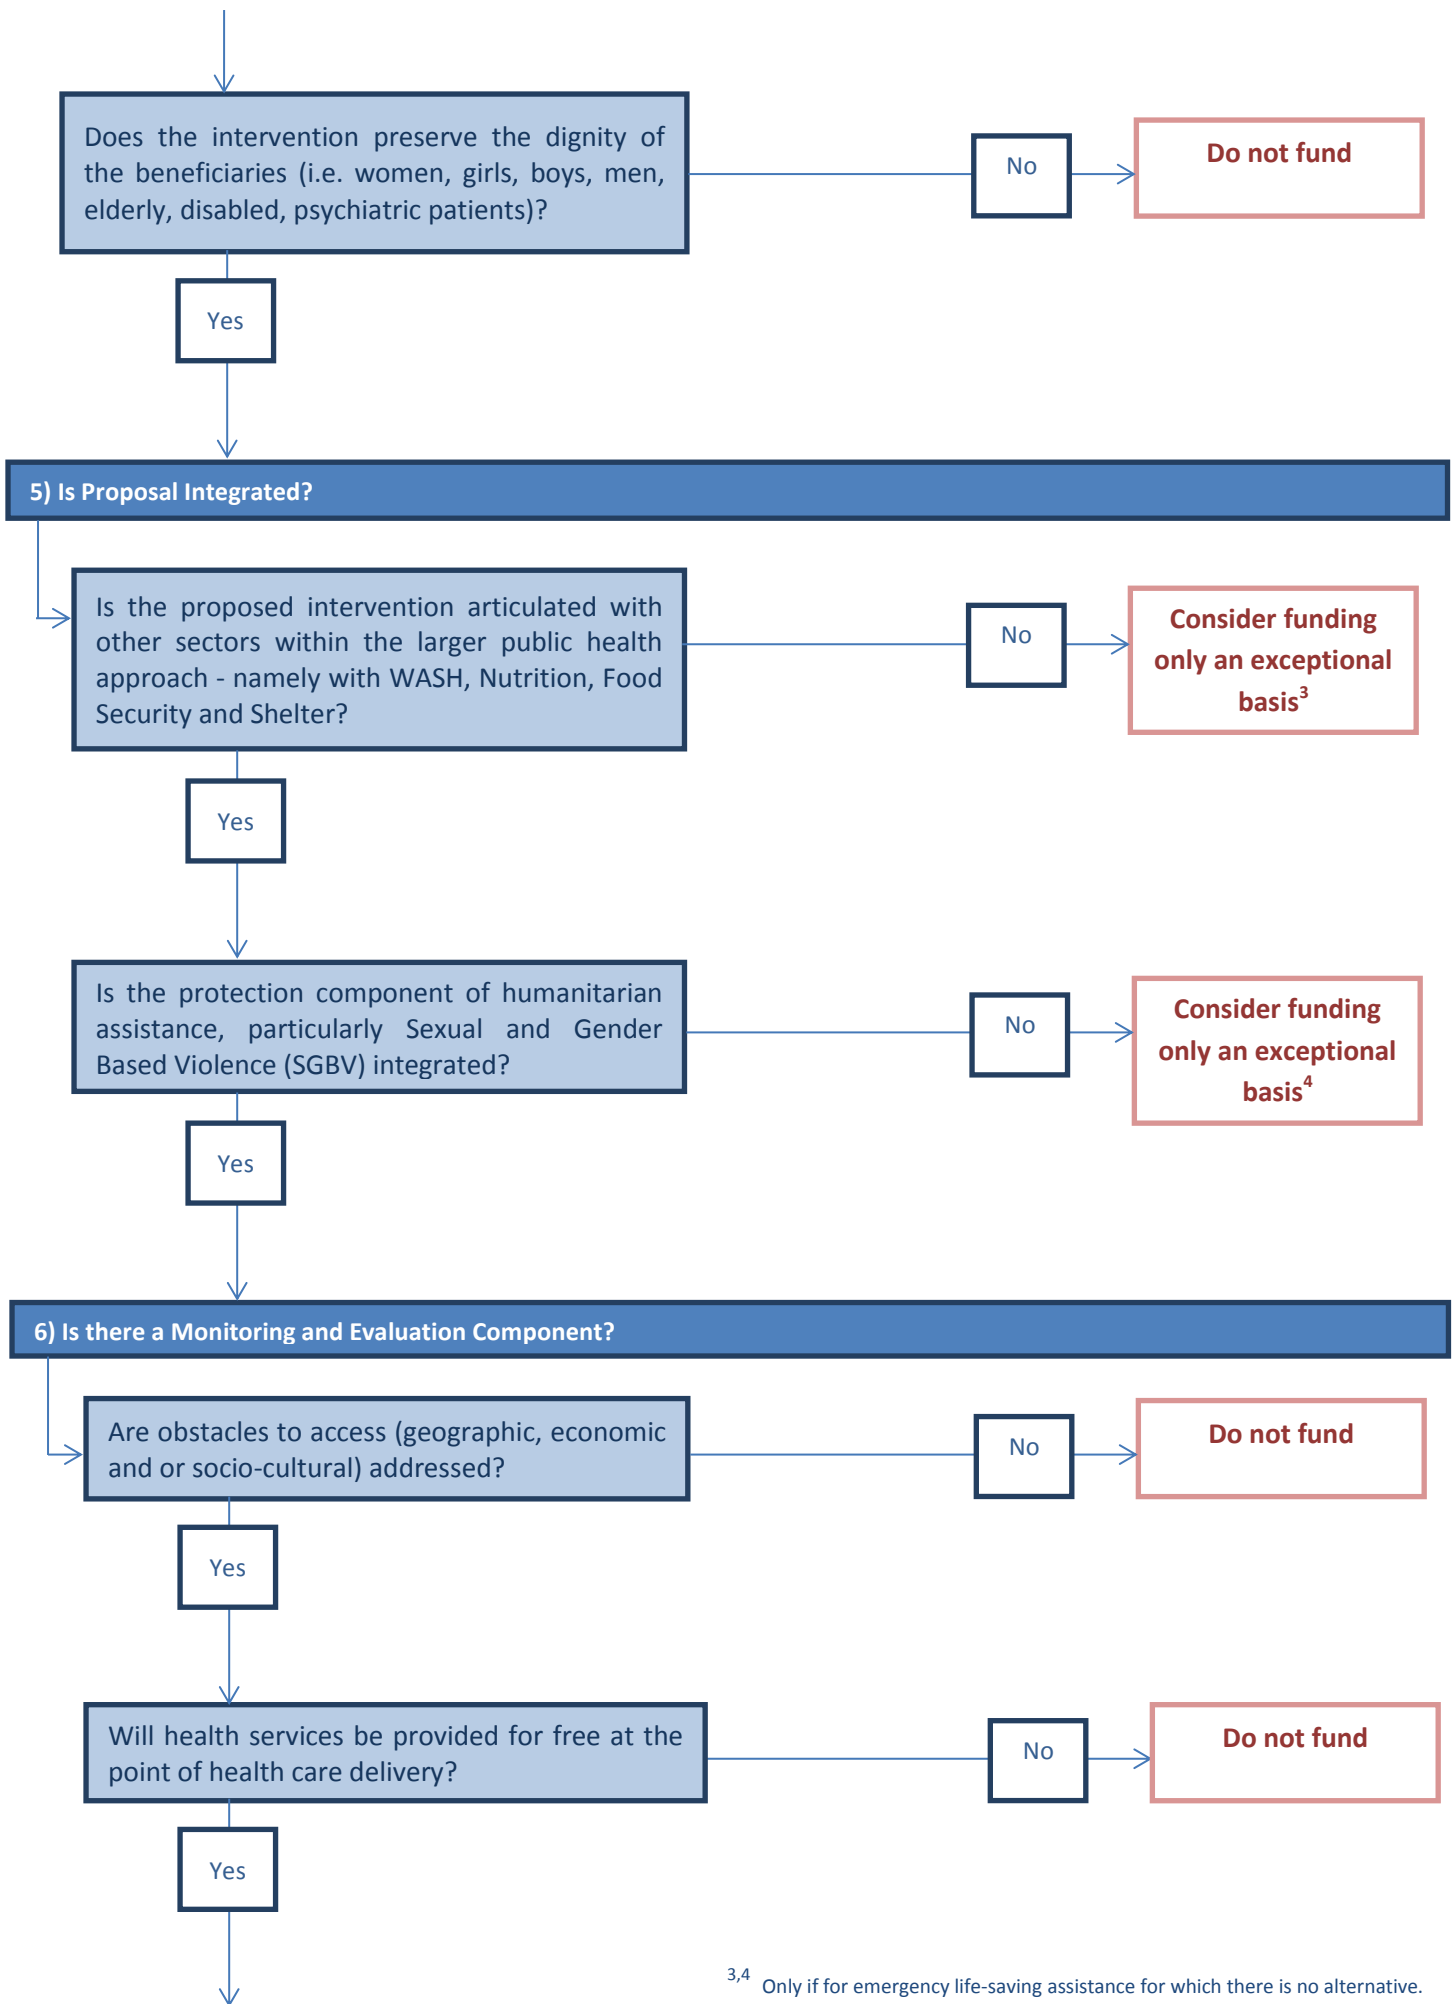 Does the intervention preserve the dignity of
the beneficiaries (i.e. women, girls, boys, men,
elderly, disabled, psychiatric patients)?
No
Do not fund
Yes
5) Is Proposal Integrated?
Is the proposed intervention articulated with
other sectors within the larger public health
approach - namely with WASH, Nutrition, Food
Security and Shelter?
No
Consider funding
only an exceptional
basis3
Yes
Is the protection component of humanitarian
assistance, particularly Sexual and Gender
Based Violence (SGBV) integrated?
No
Consider funding
only an exceptional
basis4
Yes
6) Is there a Monitoring and Evaluation Component?
Are obstacles to access (geographic, economic
and or socio-cultural) addressed?
No
Do not fund
Yes
Will health services be provided for free at the
point of health care delivery?
No
Do not fund
Yes
3,4 Only if for emergency life-saving assistance for which there is no alternative.